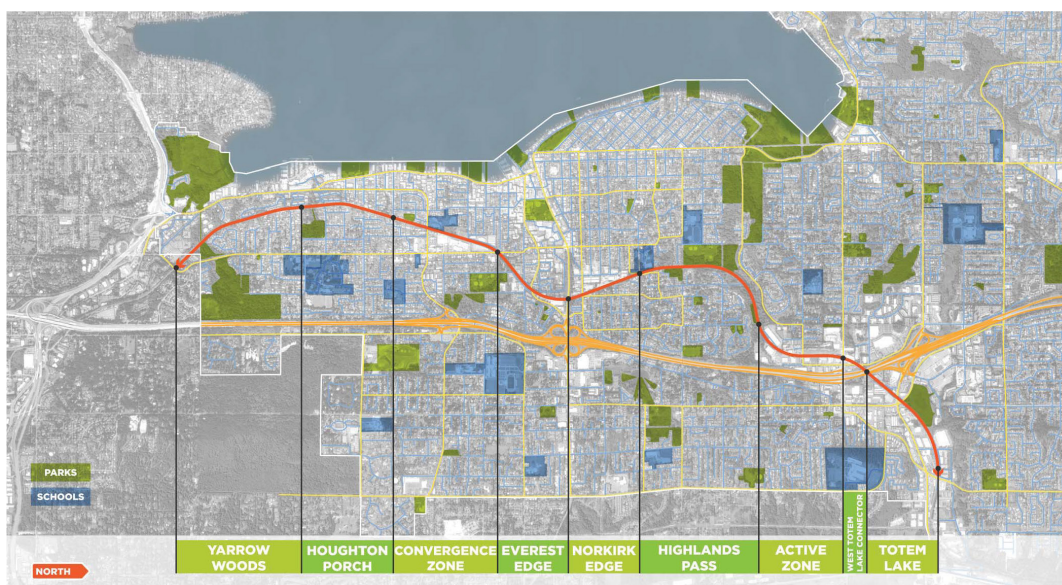 PARKS
SCHOOLS
NORTH
YARROW
WOODS
HOUGHTON
PORCH
CONVERGENCE
ZONE
EVEREST
EDGE
NORKIRK
EDGE
HIGHLANDS
PASS
ACTIVE
ZONE
WEST TOTEM
LAKE CONNECTOR
TOTEM
LAKE